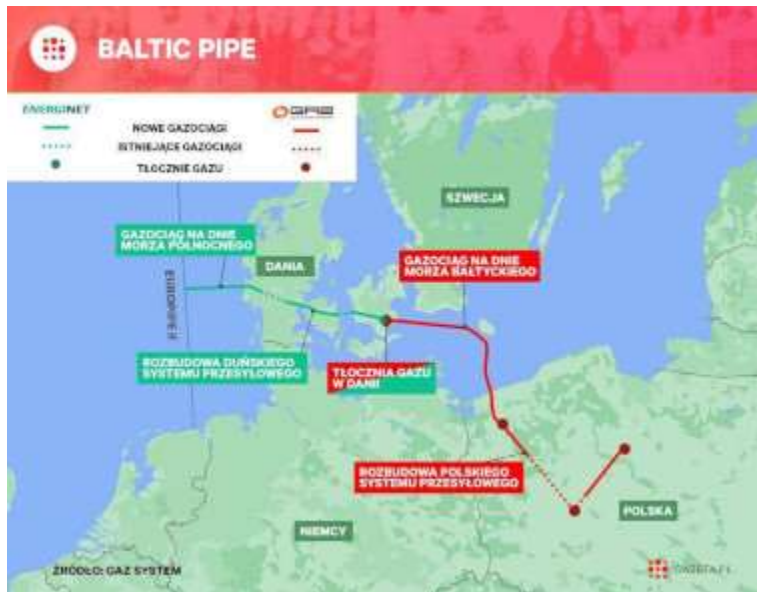 BALTIC PIPE
ENERGINET
NOWE GAZOCIĄGI
ISTNIEJĄCE GAZOCIĄGI
TŁOCZNIE GAZU
SZWECJA
GAZOCIĄG NA DNIE
MORZA PÓŁNOCNEGO
DANIA
GAZOCIĄG NA DNIE
MORZA BAŁTYCKIEGO
EUROPIPE II
ROZBUDOWA DUŃSKIEGO
SYSTEMU PRZESYŁOWEGO
TŁOCZNIA GAZU
W DANII
ROZBUDOWA POLSKIEGO
SYSTEMU PRZESYŁOWEGO
NIEMCY
POLSKA
ŹRÓDŁO: GAZ SYSTEM
GAZETA.PL